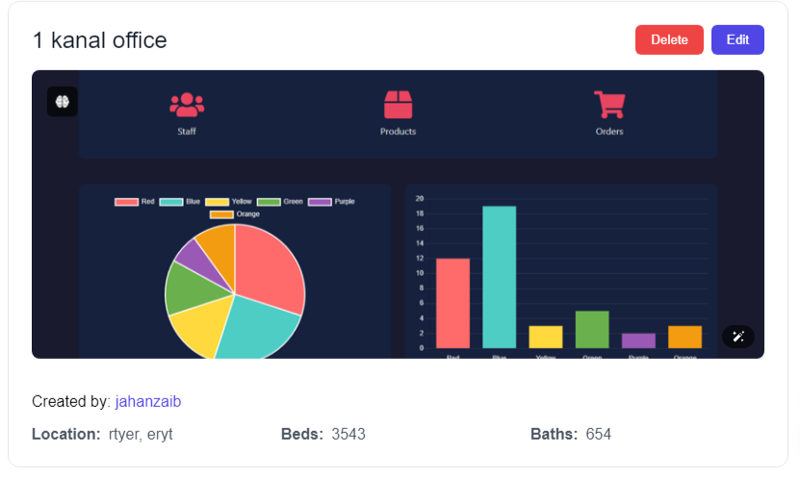 1 kanal office
Delete Edit
Staff Products Orders
Red Blue Yellow Green Purple
Orange
20
18
16
14
12
10
8
6
4
2
0
Red Blue Yellow Green Purple Orange
Created by: jahanzaib
Location: rtyer, eryt Beds: 3543 Baths: 654